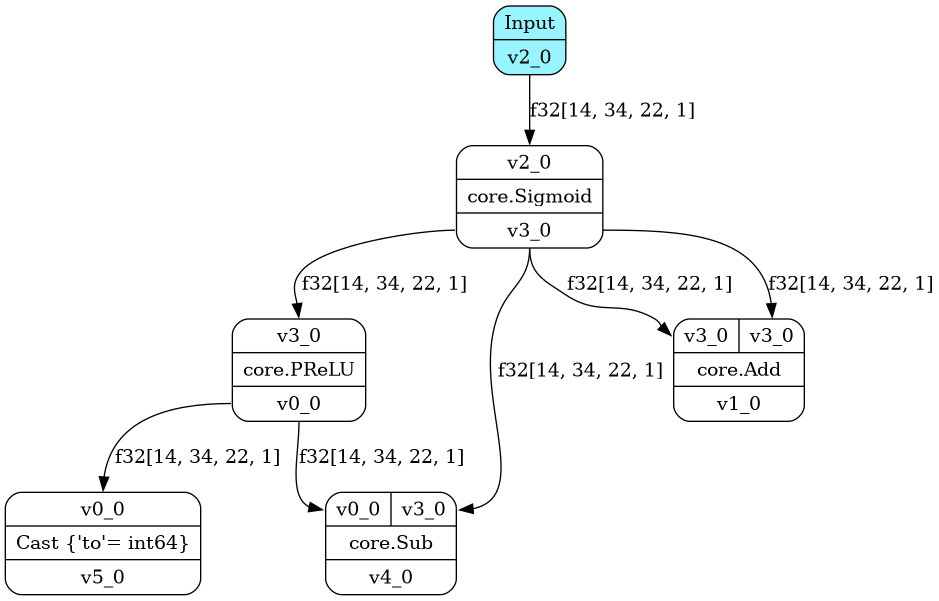 Input
v2_0
f32[14, 34, 22, 1]
v2_0
core.Sigmoid
v3_0
f32[14, 34, 22, 1]
f32[14, 34, 22, 1]
f32[14, 34, 22, 1]
v3_0
core.PReLU
v0_0
f32[14, 34, 22, 1]
v3_0 v3_0
core.Add
v1_0
f32[14, 34, 22, 1]
f32[14, 34, 22, 1]
v0_0
Cast {'to'= int64}
v5_0
v0_0 v3_0
core.Sub
v4_0